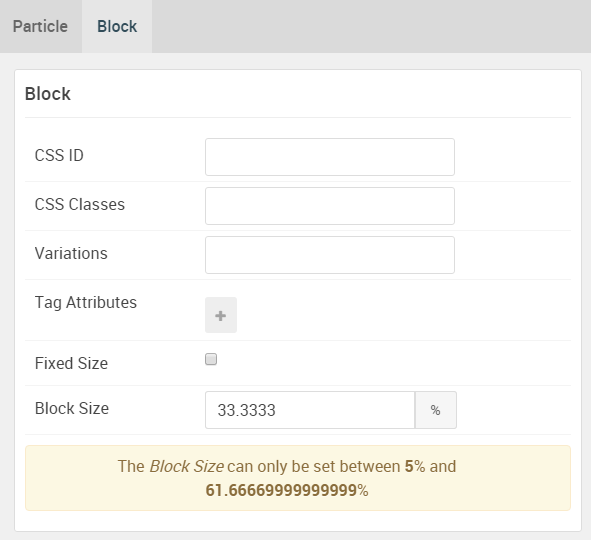 Particle Block
Block
CSS ID
CSS Classes
Variations
Tag Attributes
+
Fixed Size
Block Size 33.3333 %
The Block Size can only be set between 5% and
61.66669999999999%